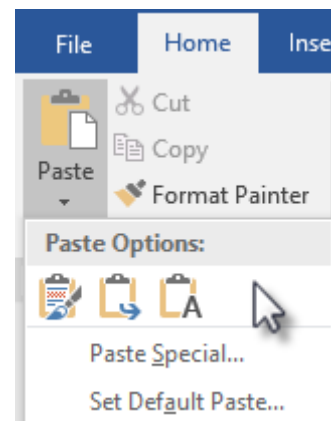 File Home Inse
Cut
Copy
Paste
Format Painter
Paste Options:
A
Paste Special...
Set Default Paste...